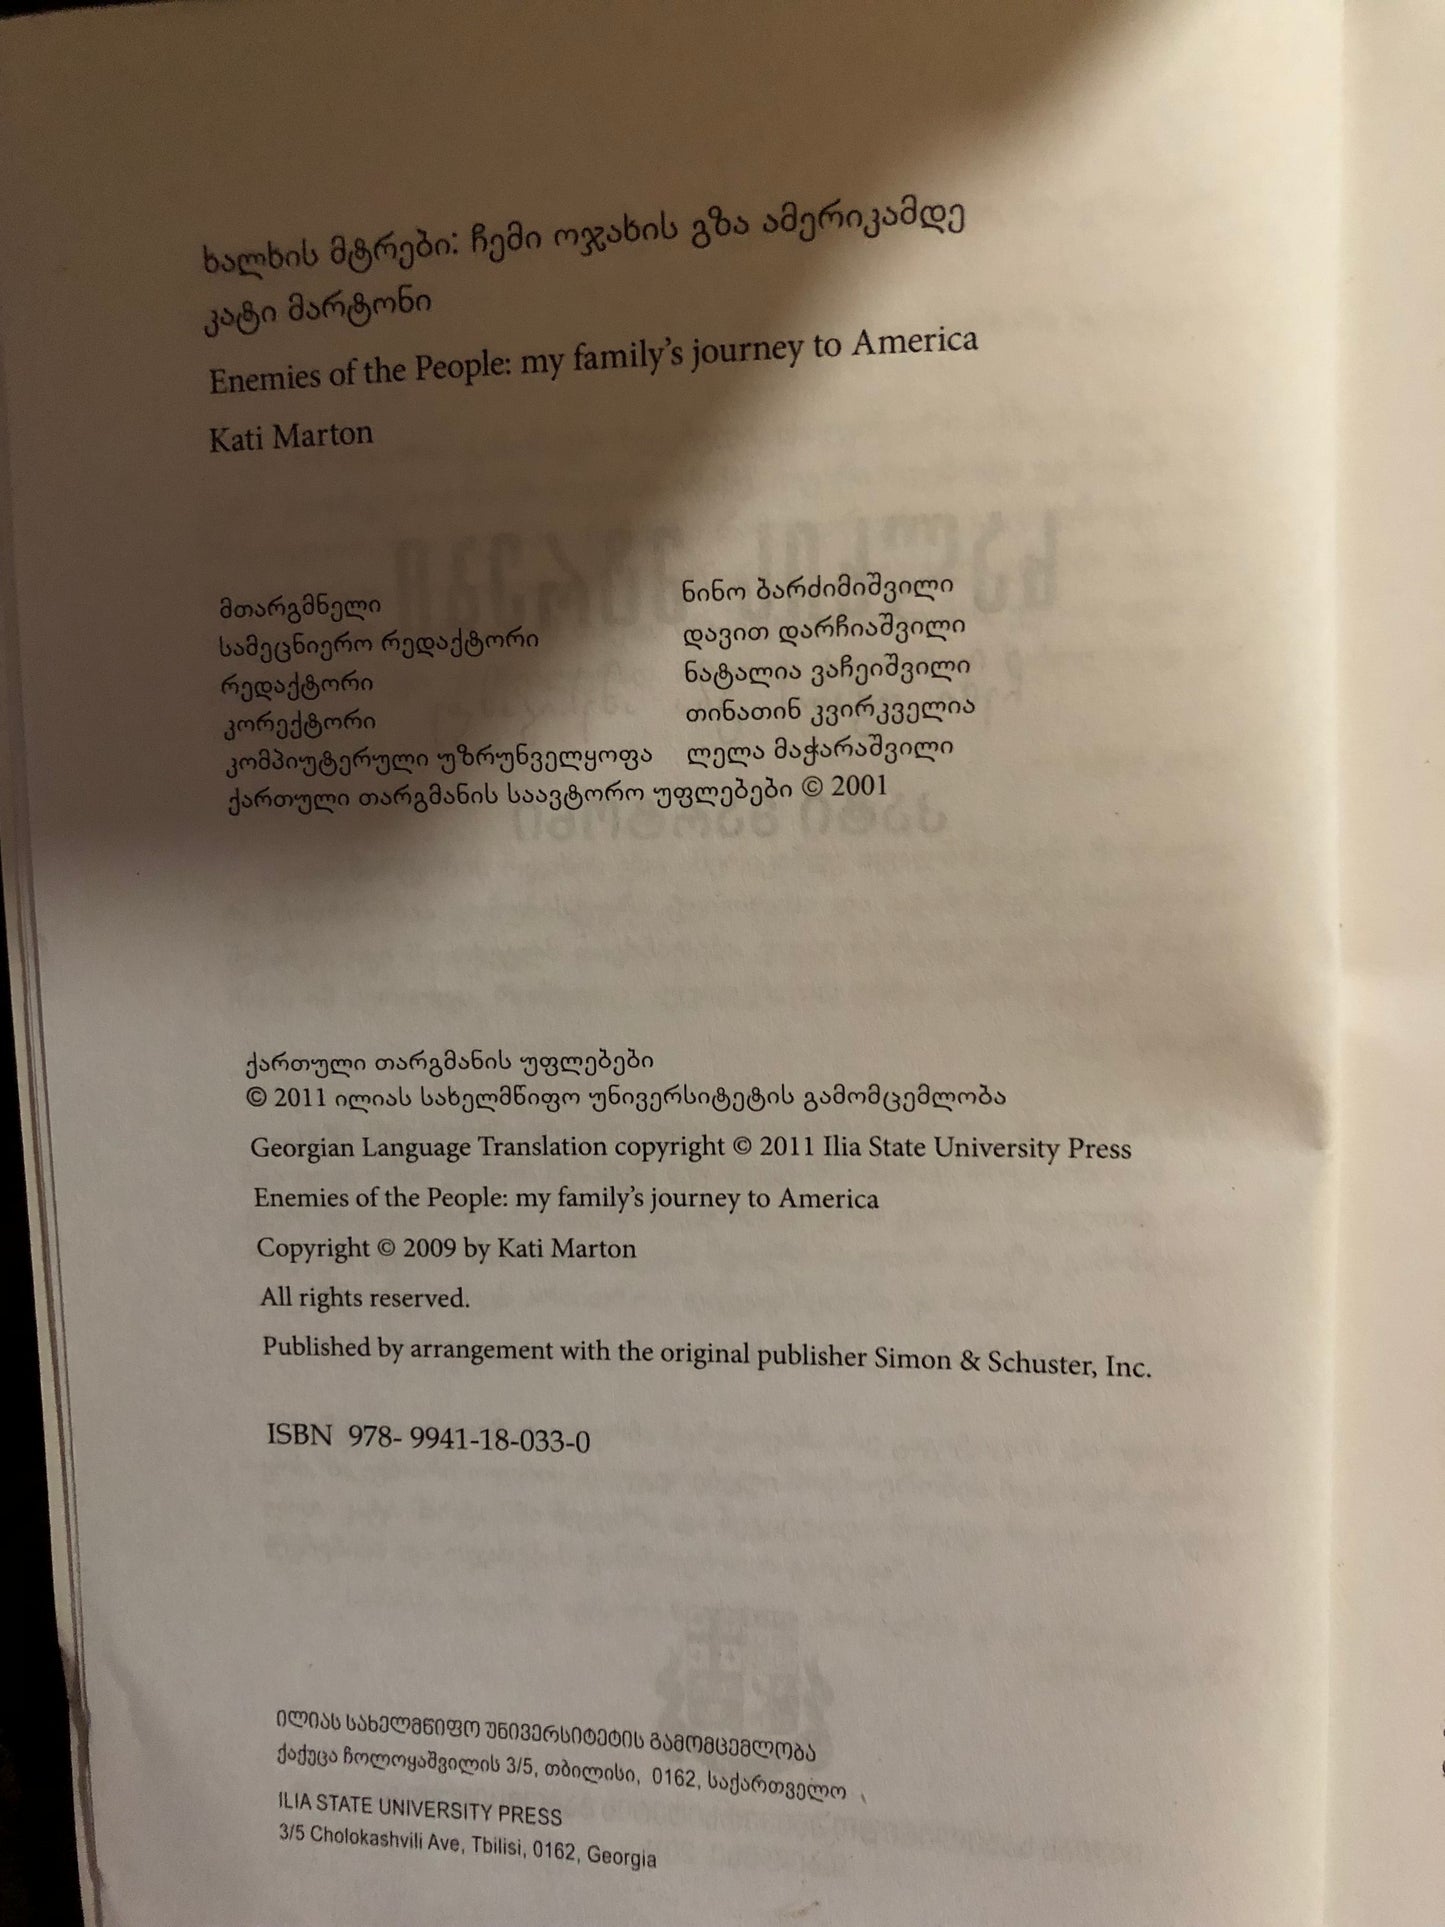 ხალხის მტრები: ჩემი ოჯახის გზა ამერიკამდე
კატი მარტონი
Enemies of the People: my family's journey to America
Kati Marton
მთარგმნელი ნინო ბარძიმიშვილი
სამეცნიერო რედაქტორი დავით დარჩიაშვილი
რედაქტორი ნატალია ვაჩეიშვილი
კორექტორი თინათინ კვირკველია
კომპიუტერული უზრუნველყოფა ლელა მაჭარაშვილი
ქართული თარგმანის საავტორო უფლებები © 2001
ქართული თარგმანის უფლებები
© 2011 ილიას სახელმწიფო უნივერსიტეტის გამომცემლობა
Georgian Language Translation copyright © 2011 Ilia State University Press
Enemies of the People: my family's journey to America
Copyright © 2009 by Kati Marton
All rights reserved.
Published by arrangement with the original publisher Simon & Schuster, Inc.
ISBN 978- 9941-18-033-0
ილიას სახელმწიფო უნივერსიტეტის გამომცემლობა
ქაქუცა ჩოლოყაშვილის 3/5, თბილისი, 0162, საქართველო
ILIA STATE UNIVERSITY PRESS
3/5 Cholokashvili Ave, Tbilisi, 0162, Georgia